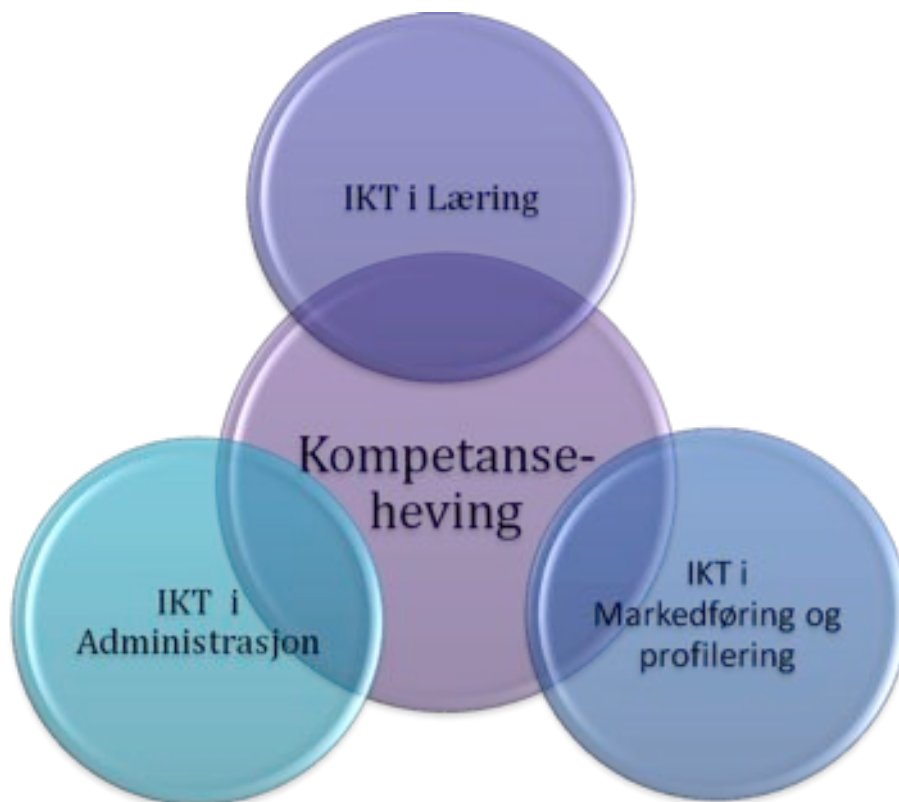 IKT i Læring
Kompetanse-
heving
IKT i
Administrasjon
IKT i
Markedføring og
profilering